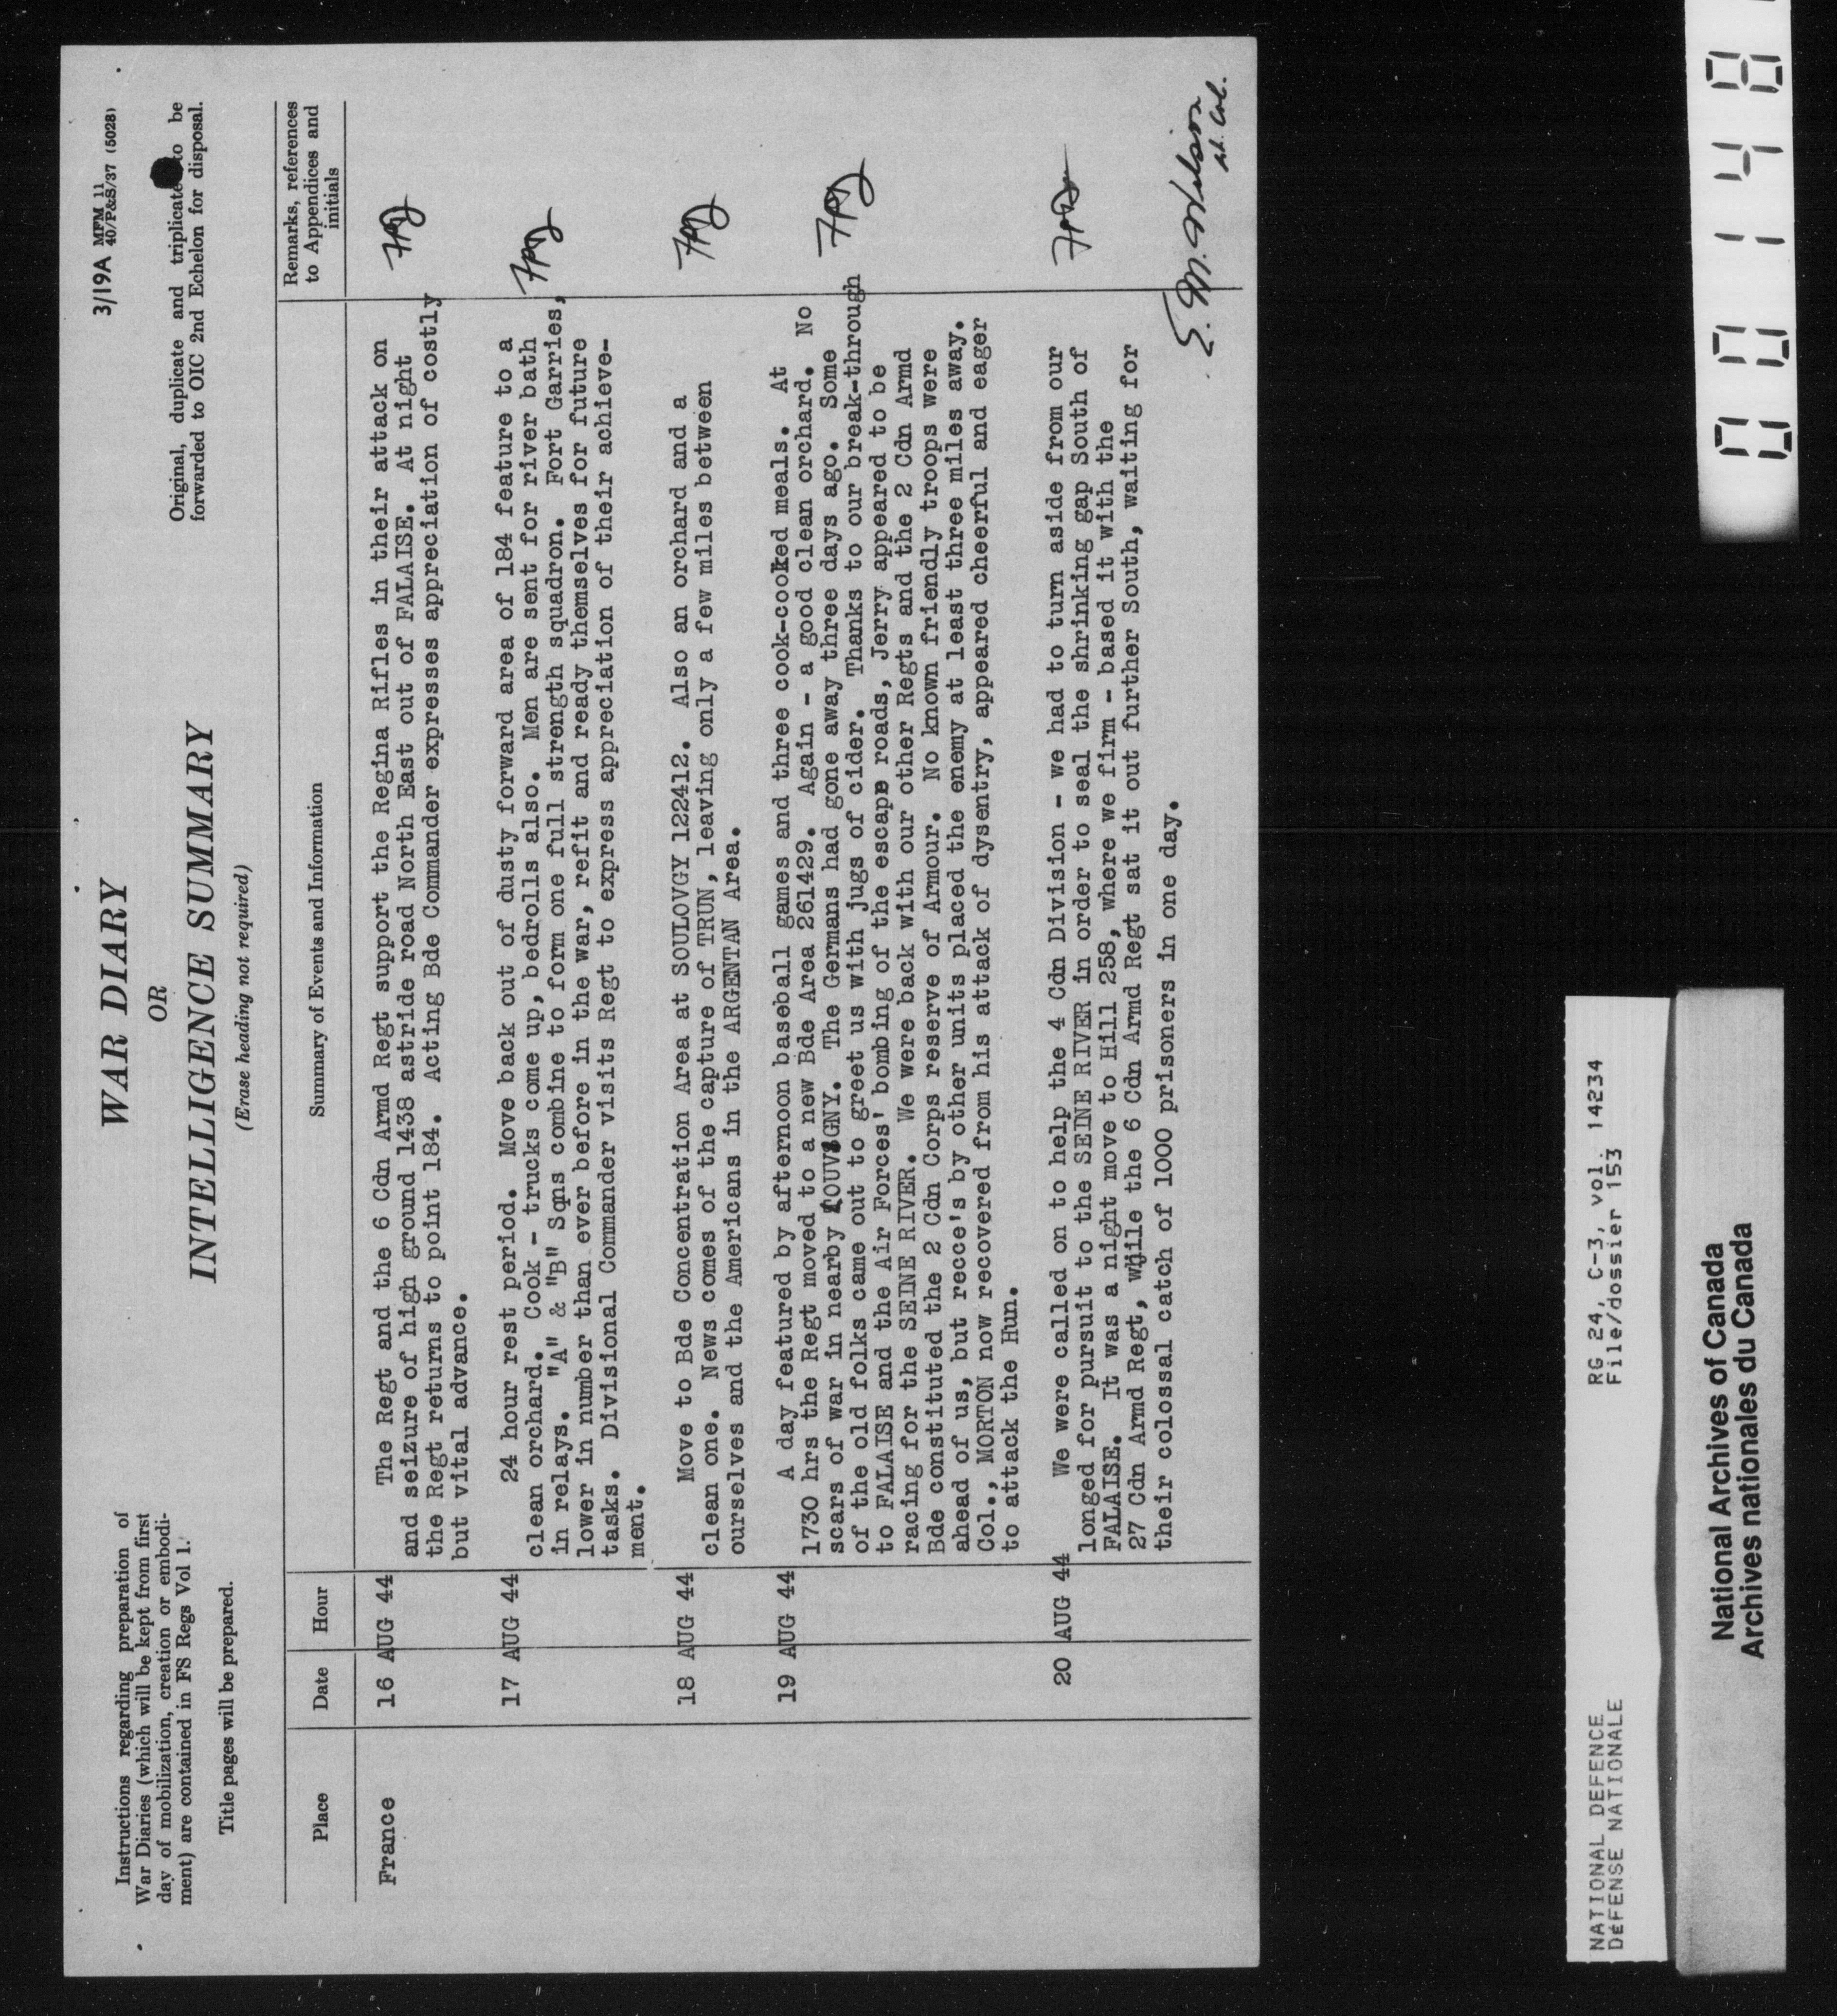 Instructions regarding preparation of
War Diaries (which will be kept from first
day of mobilization, creation or embodi-
ment) are contained in FS Regs Vol 1.
Title pages will be prepared.
WAR DIARY
OR
INTELLIGENCE SUMMARY
(Erase heading not required)
3/19A MFM 11
40/P&S/37 (5028)
Original, duplicate and triplicate to be
forwarded to OIC 2nd Echelon for disposal.
Place Date Hour Summary of Events and Information Remarks, references
to Appendices and
initials
France 16 AUG 44 The Regt and the 6 Cdn Armd Regt support the Regina Rifles in their attack on
and seizure of high ground 1438 astride road North East out of FALAISE. At night
the Regt returns to point 184. Acting Bde Commander expresses appreciation of costly
but vital advance.
17 AUG 44 24 hour rest period. Move back out of dusty forward area of 184 feature to a
clean orchard. Cook - trucks come up, bedrolls also. Men are sent for river bath
in relays. "A" & "B" Sqns combine to form one full strength squadron. Fort Garries,
lower in number than ever before in the war, refit and ready themselves for future
tasks. Divisional Commander visits Regt to express appreciation of their achieve-
ment.
18 AUG 44 Move to Bde Concentration Area at SOULOVGY 122412. Also an orchard and a
clean one. News comes of the capture of TRUN, leaving only a few miles between
ourselves and the Americans in the ARGENTAN Area.
19 AUG 44 A day featured by afternoon baseball games and three cook-cooked meals. At
1730 hrs the Regt moved to a new Bde Area 261429. Again - a good clean orchard. No
scars of war in nearby The Germans had gone away three days ago. Some
of the old folks came out to greet us with jugs of cider. Thanks to our break-through
to FALAISE and the Air Forces' bombing of the escape roads, Jerry appeared to be
racing for the SEINE RIVER. We were back with our other Regts and the 2 Cdn Armd
Bde constituted the 2 Cdn Corps reserve of Armour. No known friendly troops were
ahead of us, but recce's by other units placed the enemy at least three miles away.
Col., MORTON now recovered from his attack of dysentry, appeared cheerful and eager
to attack the Hun.
20 AUG 44 We were called on to help the 4 Cdn Division - we had to turn aside from our
longed for pursuit to the SEINE RIVER in order to seal the shrinking gap South of
FALAISE. It was a night move to Hill 258, where we firm - based it with the
27 Cdn Armd Regt, while the 6 Cdn Armd Regt sat it out further South, waiting for
their colossal catch of 1000 prisoners in one day.
E. M. Wilson
Lt. Col.
00148
NATIONAL DEFENCE RG 24, C-3, vol. 14234
DÉFENSE NATIONALE File/dossier 153
National Archives of Canada
Archives nationales du Canada